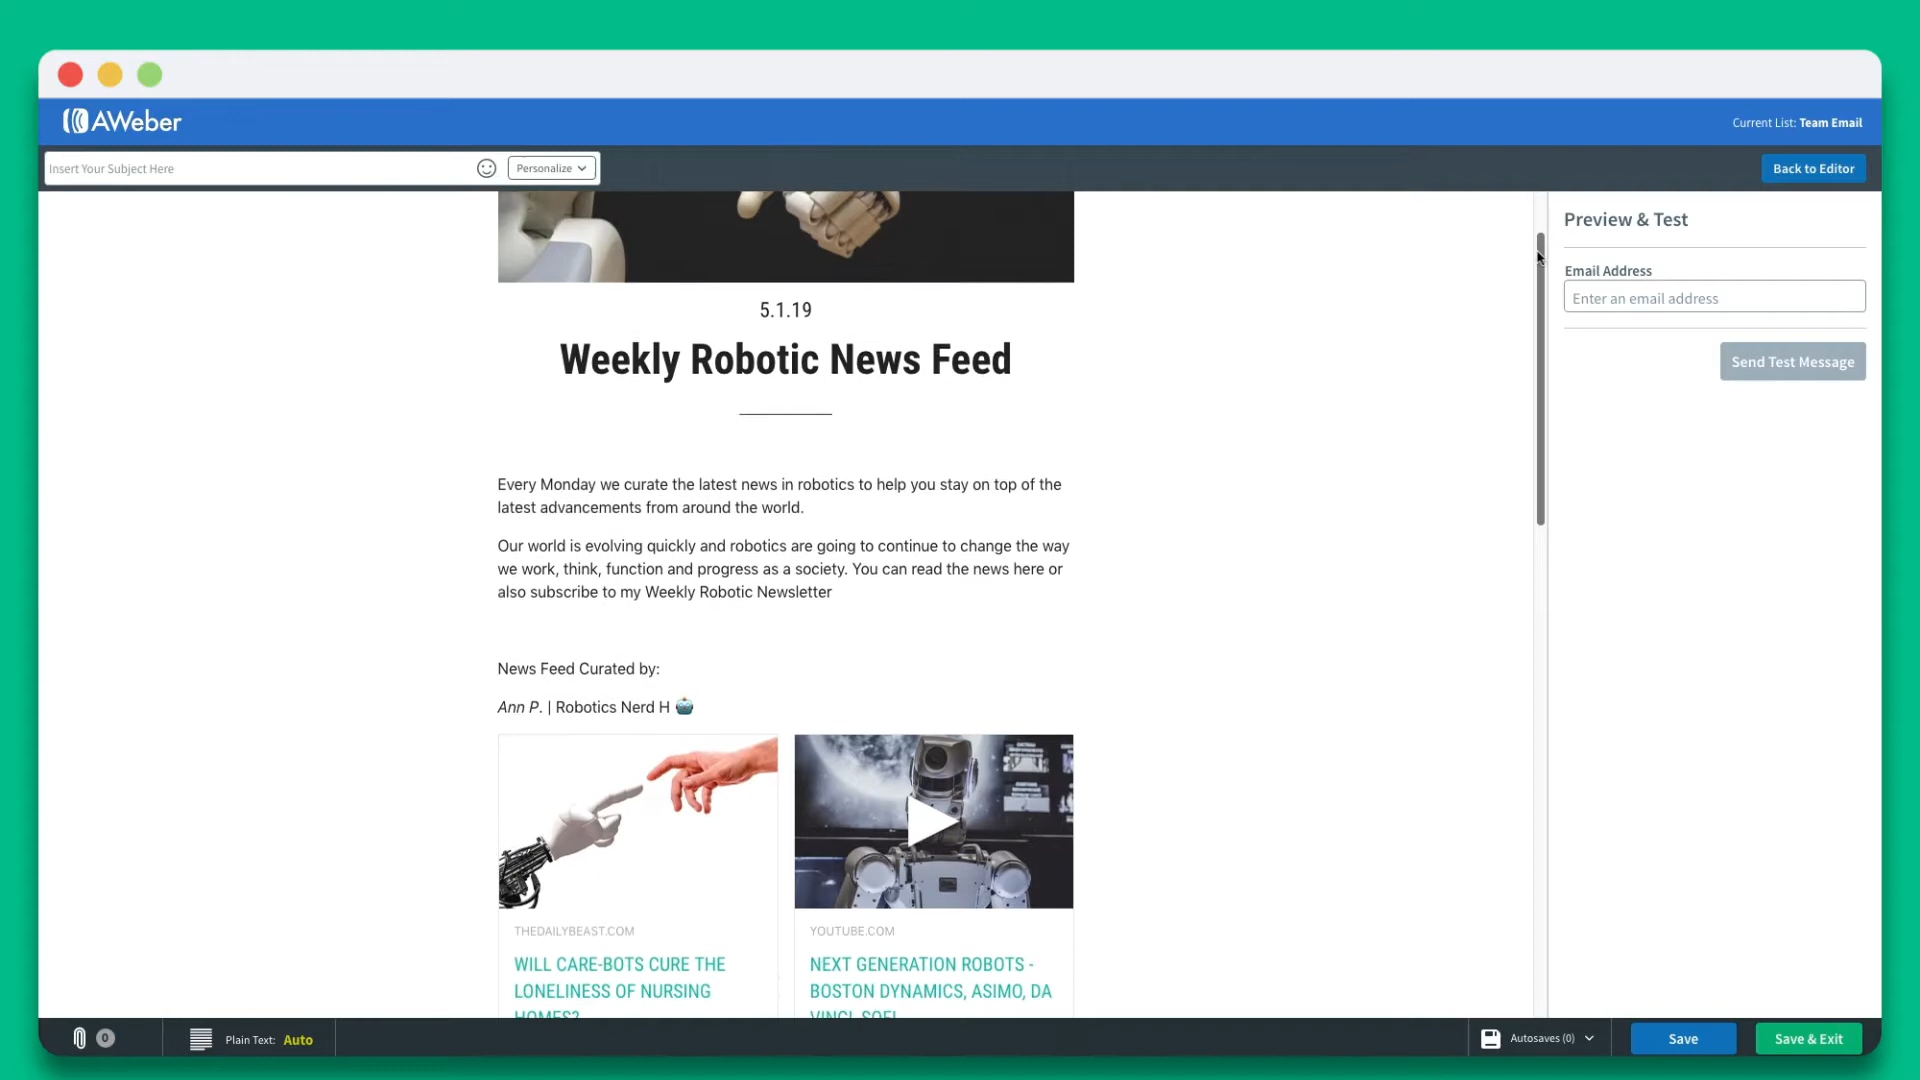 AWeber
Current List: Team Email
Insert Your Subject Here
Personalize
Back to Editor
Preview & Test
Email Address
Enter an email address
Send Test Message
5.1.19
Weekly Robotic News Feed
Every Monday we curate the latest news in robotics to help you stay on top of the
latest advancements from around the world.
Our world is evolving quickly and robotics are going to continue to change the way
we work, think, function and progress as a society. You can read the news here or
also subscribe to my Weekly Robotic Newsletter
News Feed Curated by:
Ann P. | Robotics Nerd H 🤖
THEDAILYBEAST.COM
WILL CARE-BOTS CURE THE
LONELINESS OF NURSING
HOMES?
YOUTUBE.COM
NEXT GENERATION ROBOTS -
BOSTON DYNAMICS, ASIMO, DA
VINCI, SOFI
0
Plain Text: Auto
Autosaves (0)
Save
Save & Exit